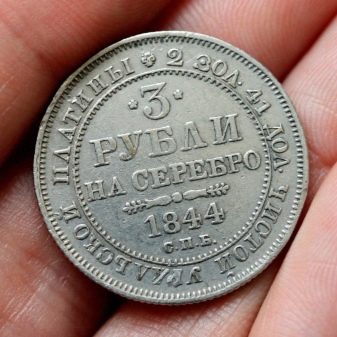 *3*
РУБЛИ
НА СЕРЕБРО
1844
С.П.Б.
2 ЗОЛ. 41 ДОЛ. ЧИСТОЙ УРАЛЬСКОЙ ПЛАТИНЫ